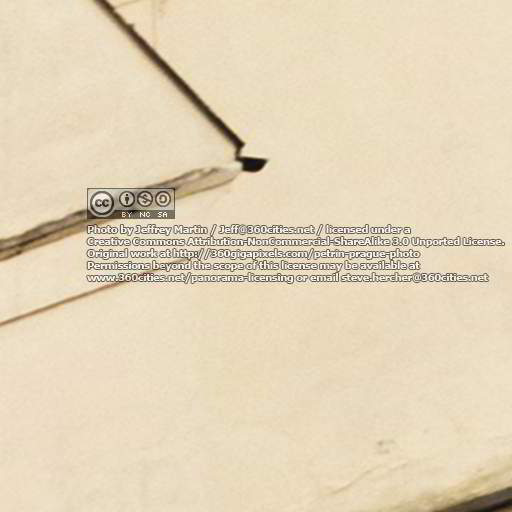 cc BY NC SA
Photo by Jeffrey Martin / Jeff@360cities.net / licensed under a
Creative Commons Attribution-NonCommercial-ShareAlike 3.0 Unported License.
Original work at http://360gigapixels.com/petrin-prague-photo
Permissions beyond the scope of this license may be available at
www.360cities.net/panorama-licensing or email steve.hercher@360cities.net